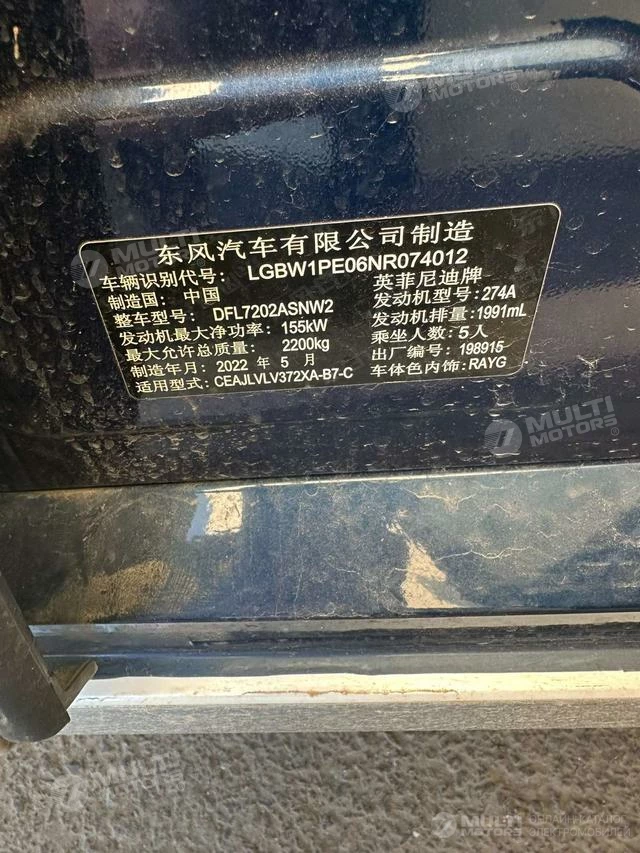 东风汽车有限公司制造
车辆识别代号: LGBW1PE06NR074012
制造国: 中国 英菲尼迪牌
整车型号: DFL7202ASNW2 发动机型号: 274A
发动机最大净功率: 155kW 发动机排量: 1991mL
最大允许总质量: 2200kg 乘坐人数: 5人
制造年月: 2022 年 5 月 出厂编号: 198915
适用型式: CEAJLVLV372XA-B7-C 车体色内饰: RAYG
MULTI
MOTORS
MULTI
MOTORS®
MULTI
MOTORS
ОНЛАЙН-КАТАЛОГ
ЭЛЕКТРОМОБИЛЕЙ